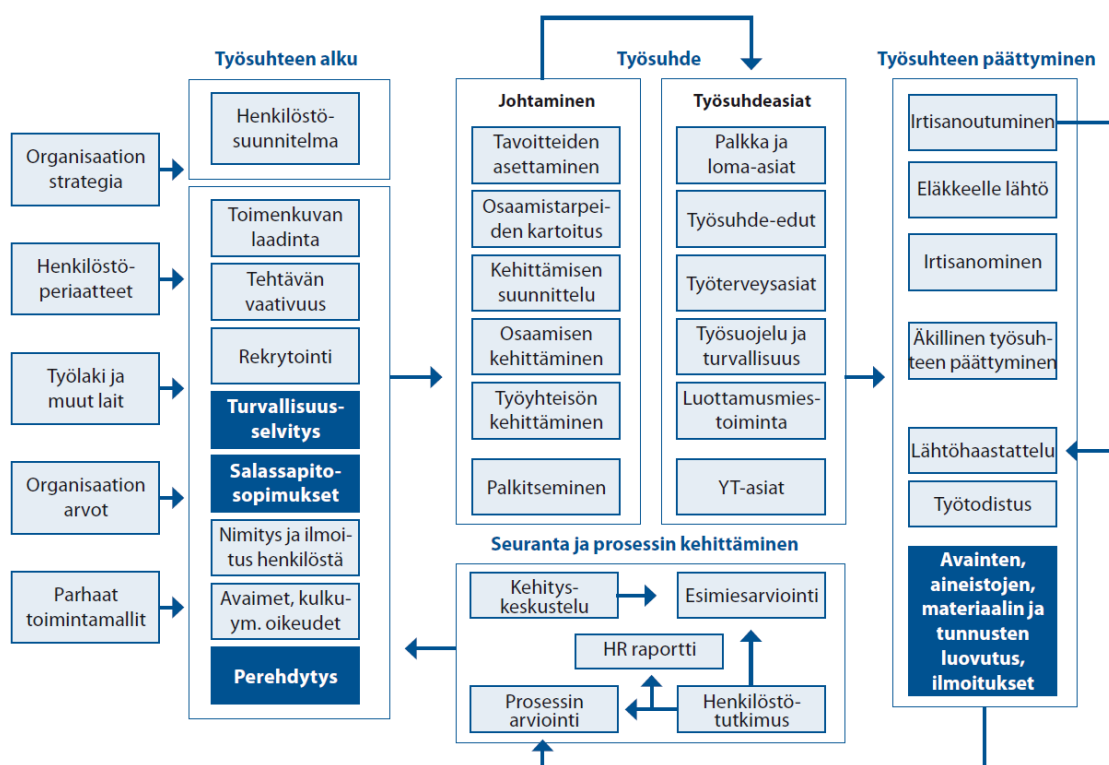 Työsuhteen alku
Työsuhde
Työsuhteen päättyminen
Organisaation
strategia
Henkilöstö-
periaatteet
Työlaki ja
muut lait
Organisaation
arvot
Parhaat
toimintamallit
Henkilöstö-
suunnitelma
Toimenkuvan
laadinta
Tehtävän
vaativuus
Rekrytointi
Turvallisuus-
selvitys
Salassapito-
sopimukset
Nimitys ja ilmoi-
tus henkilöstä
Avaimet, kulku-
ym. oikeudet
Perehdytys
Johtaminen
Tavoitteiden
asettaminen
Osaamistarpei-
den kartoitus
Kehittämisen
suunnittelu
Osaamisen
kehittäminen
Työyhteisön
kehittäminen
Palkitseminen
Työsuhdeasiat
Palkka ja
loma-asiat
Työsuhde-edut
Työterveysasiat
Työsuojelu ja
turvallisuus
Luottamusmies-
toiminta
YT-asiat
Seuranta ja prosessin kehittäminen
Kehitys-
keskustelu
Esimiesarviointi
HR raportti
Prosessin
arviointi
Henkilöstö-
tutkimus
Irtisanoutuminen
Eläkkeelle lähtö
Irtisanominen
Äkillinen työsuh-
teen päättyminen
Lähtöhaastattelu
Työtodistus
Avainten,
aineistojen,
materiaalin ja
tunnusten
luovutus,
ilmoitukset